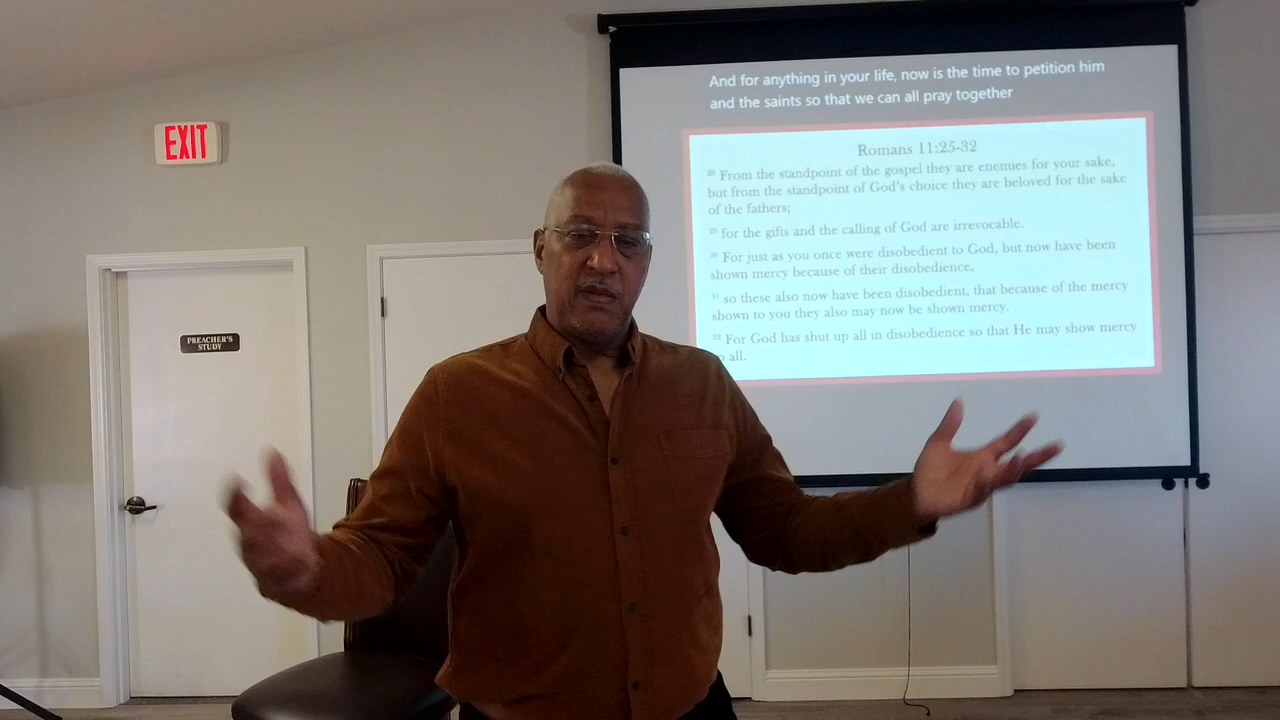 EXIT
And for anything in your life, now is the time to petition him
and the saints so that we can all pray together
Romans 11:25-32
28 From the standpoint of the gospel they are enemies for your sake,
but from the standpoint of God's choice they are beloved for the sake
of the fathers;
29 for the gifts and the calling of God are irrevocable.
30 For just as you once were disobedient to God, but now have been
shown mercy because of their disobedience,
31 so these also now have been disobedient, that because of the mercy
shown to you they also may now be shown mercy.
32 For God has shut up all in disobedience so that He may show mercy
o all.
PREACHER'S
STUDY